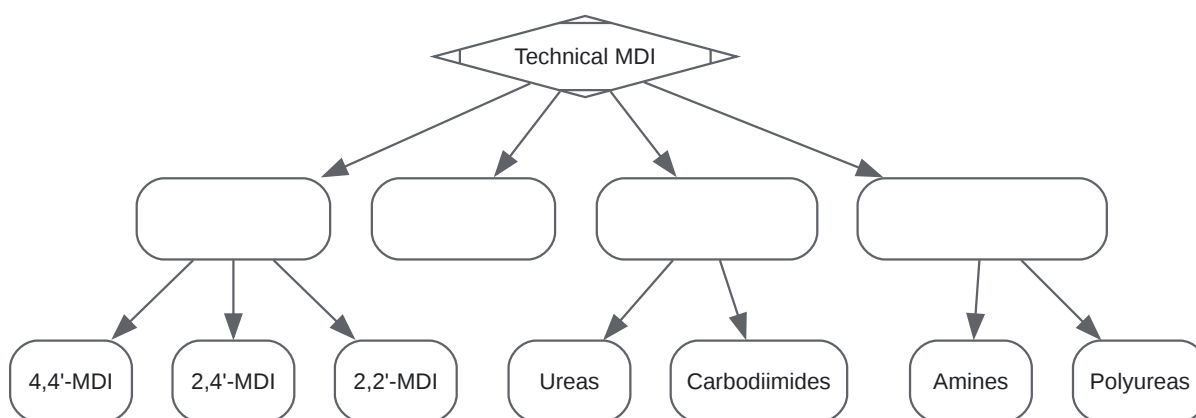 Technical MDI
4,4'-MDI
2,4'-MDI
2,2'-MDI
Ureas
Carbodiimides
Amines
Polyureas